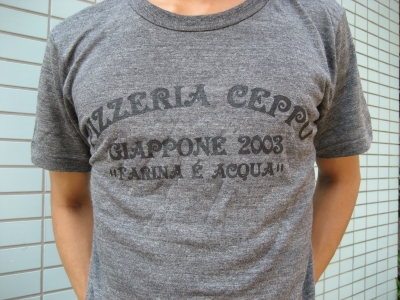 PIZZERIA CEPPO
GIAPPONE 2003
"FARINA É ACQUA"